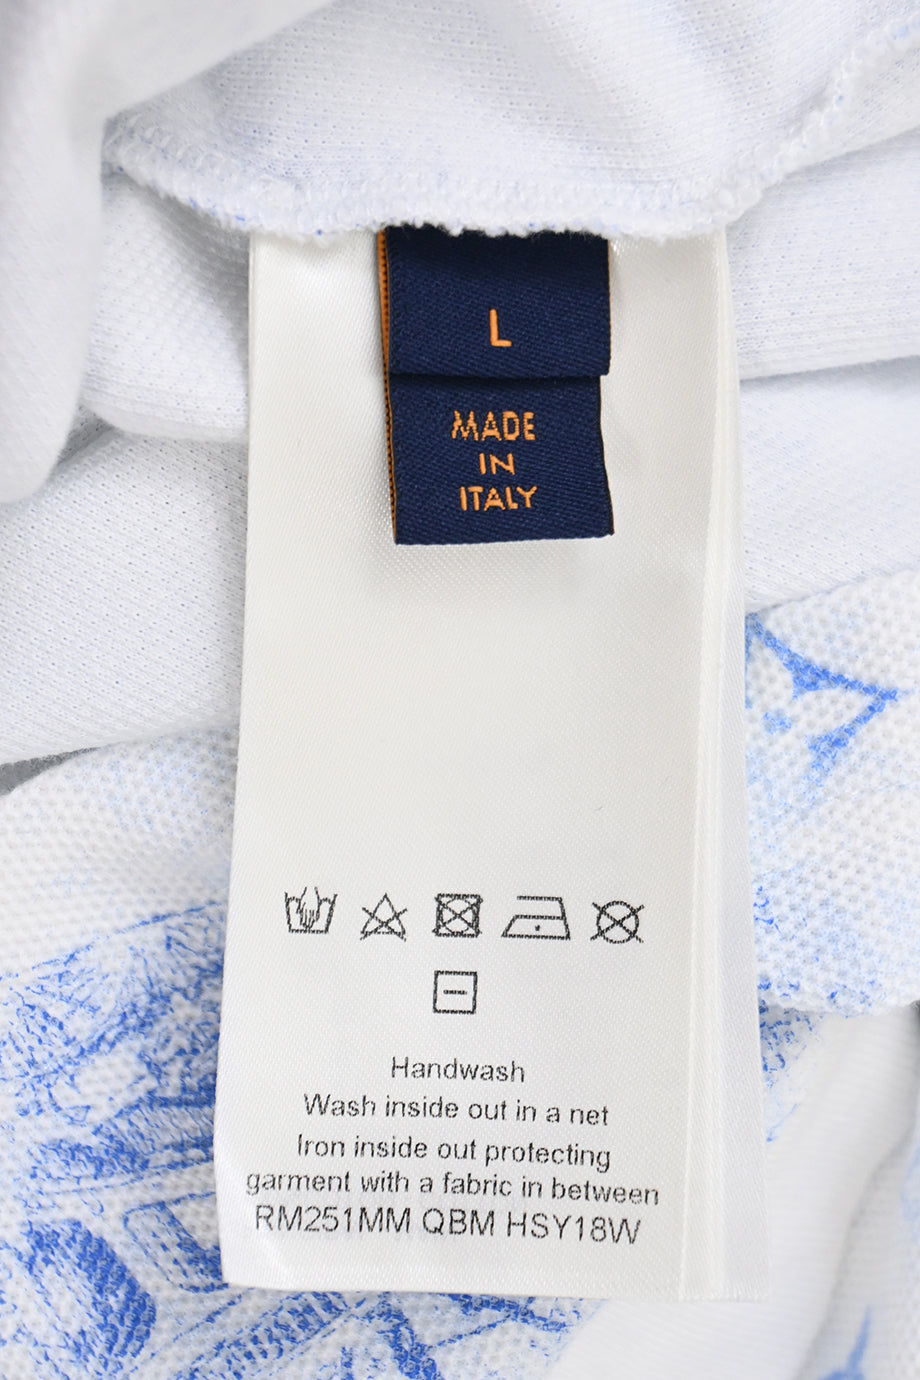 L
MADE
IN
ITALY
Handwash
Wash inside out in a net
Iron inside out protecting
garment with a fabric in between
RM251MM QBM HSY18W